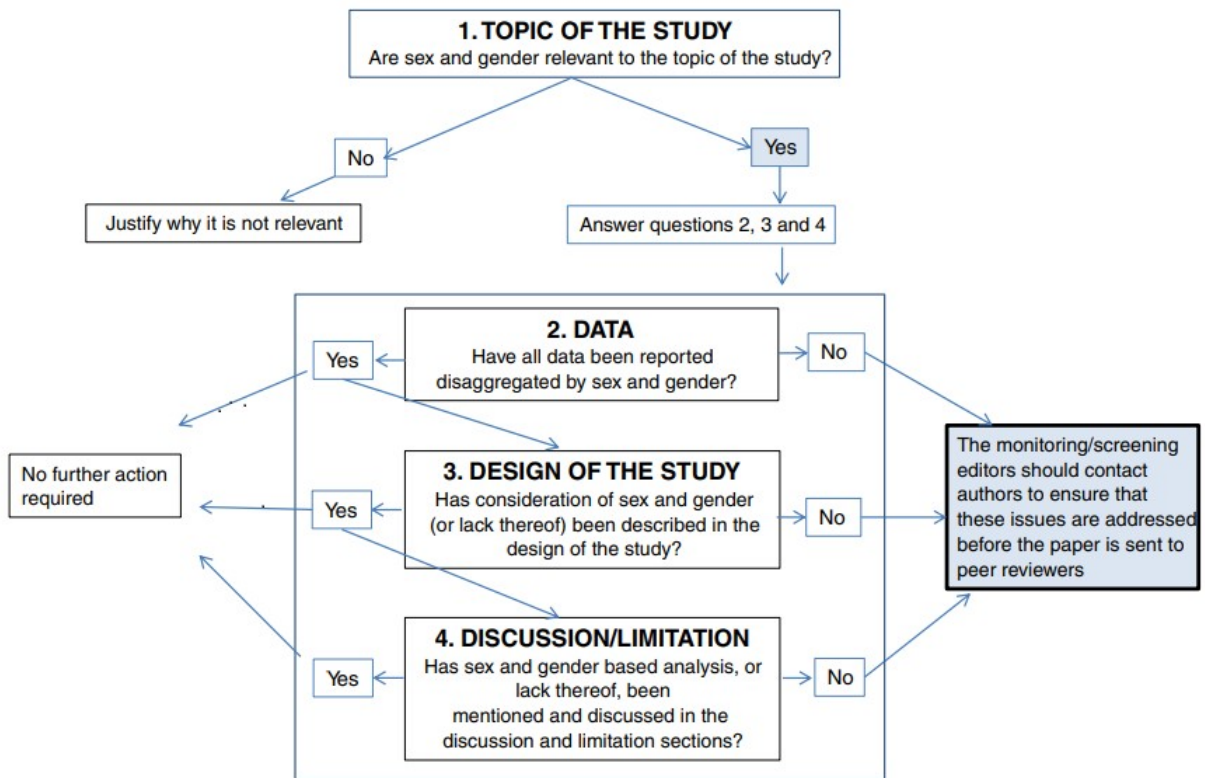 1. TOPIC OF THE STUDY
Are sex and gender relevant to the topic of the study?
No
Yes
Justify why it is not relevant
Answer questions 2, 3 and 4
2. DATA
Have all data been reported
disaggregated by sex and gender?
Yes
No
No further action
required
3. DESIGN OF THE STUDY
Has consideration of sex and gender
(or lack thereof) been described in the
design of the study?
Yes
No
The monitoring/screening
editors should contact
authors to ensure that
these issues are addressed
before the paper is sent to
peer reviewers
4. DISCUSSION/LIMITATION
Has sex and gender based analysis, or
lack thereof, been
mentioned and discussed in the
discussion and limitation sections?
Yes
No